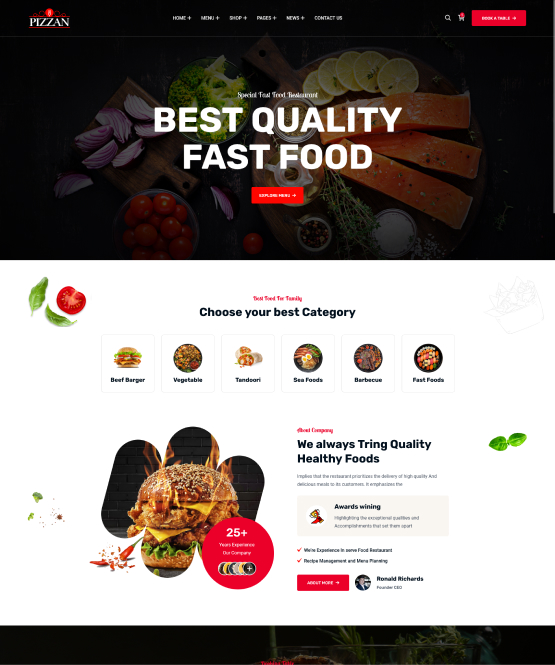 PIZZAN
HOME + MENU + SHOP + PAGES + NEWS + CONTACT US
BOOK A TABLE →
Special Fast Food Restaurant
BEST QUALITY
FAST FOOD
EXPLORE MENU →
Best Food For Family
Choose your best Category
Beef Barger
Vegetable
Tandoori
Sea Foods
Barbecue
Fast Foods
About Company
We always Tring Quality
Healthy Foods
Implies that the restaurant prioritizes the delivery of high quality And
delicious meals to its customers. It emphasizes the
Awards wining
Highlighting the exceptional qualities and
Accomplishments that set them apart
25+
Years Experience
Our Company
We're Experience in serve Food Restaurant
Recipe Management and Menu Planning
ABOUT MORE →
Ronald Richards
Founder CEO